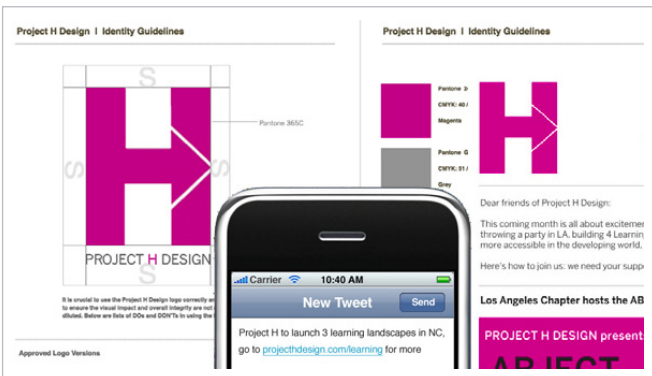 Project H Design | Identity Guidelines
S
S
S
Pantone 365C
PROJECT H DESIGN
It is crucial to use the Project H Design logo correctly an
to ensure the visual impact and overall integrity are not
diluted. Below are lists of DOs and DON'Ts in using the
Approved Logo Versions
Project H Design | Identity Guidelines
Pantone
CMYK: 40 /
Magenta
Pantone G
CMYK: 51 /
Grey
Dear friends of Project H Design:
This coming month is all about excitemen
throwing a party in LA, building 4 Learnin
more accessible in the developing world.
Here's how to join us: we need your supp
Los Angeles Chapter hosts the AB
PROJECT H DESIGN present
ABJECT
Carrier 10:40 AM
New Tweet Send
Project H to launch 3 learning landscapes in NC,
go to projecthdesign.com/learning for more